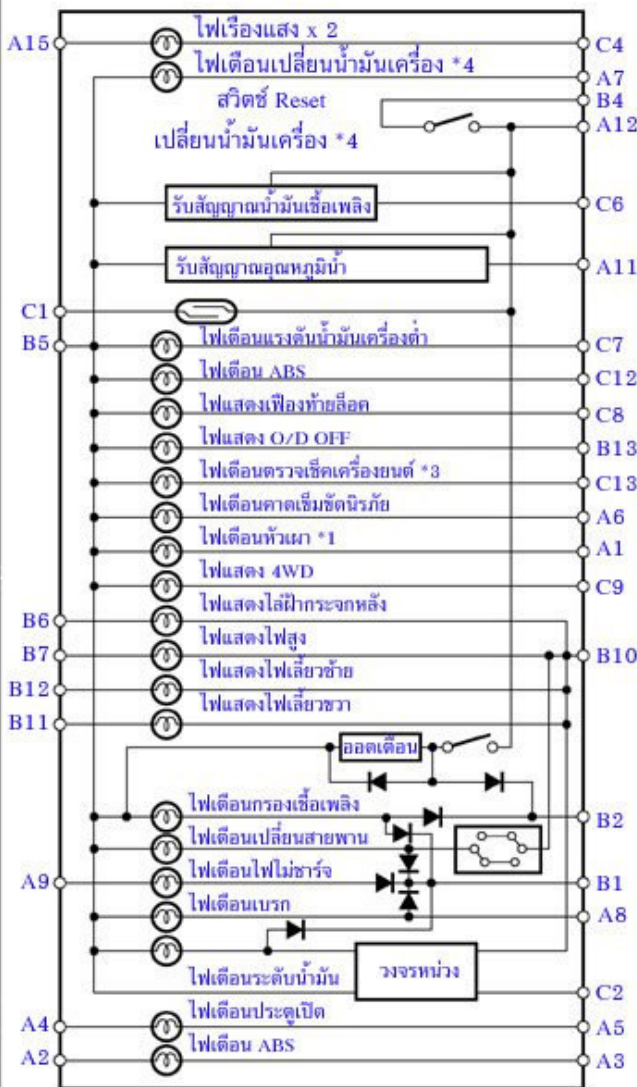 A15 ไฟเรืองแสง x 2 C4
ไฟเตือนเปลี่ยนน้ำมันเครื่อง *4 A7
สวิตช์ Reset B4
A12
เปลี่ยนน้ำมันเครื่อง *4
รับสัญญาณน้ำมันเชื้อเพลิง C6
รับสัญญาณอุณหภูมิน้ำ A11
C1
B5 ไฟเตือนแรงดันน้ำมันเครื่องต่ำ C7
ไฟเตือน ABS C12
ไฟแสดงเฟืองท้ายล็อค C8
ไฟแสดง O/D OFF B13
ไฟเตือนตรวจเช็คเครื่องยนต์ *3 C13
ไฟเตือนคาดเข็มขัดนิรภัย A6
ไฟเตือนหัวเผา *1 A1
ไฟแสดง 4WD C9
B6 ไฟแสดงไล่ฝ้ากระจกหลัง
B7 ไฟแสดงไฟสูง B10
B12 ไฟแสดงไฟเลี้ยวซ้าย
B11 ไฟแสดงไฟเลี้ยวขวา
ออดเตือน
ไฟเตือนกรองเชื้อเพลิง B2
ไฟเตือนเปลี่ยนสายพาน
A9 ไฟเตือนไฟไม่ชาร์จ B1
ไฟเตือนเบรก A8
วงจรหน่วง
ไฟเตือนระดับน้ำมัน C2
A4 ไฟเตือนประตูเปิด A5
A2 ไฟเตือน ABS A3